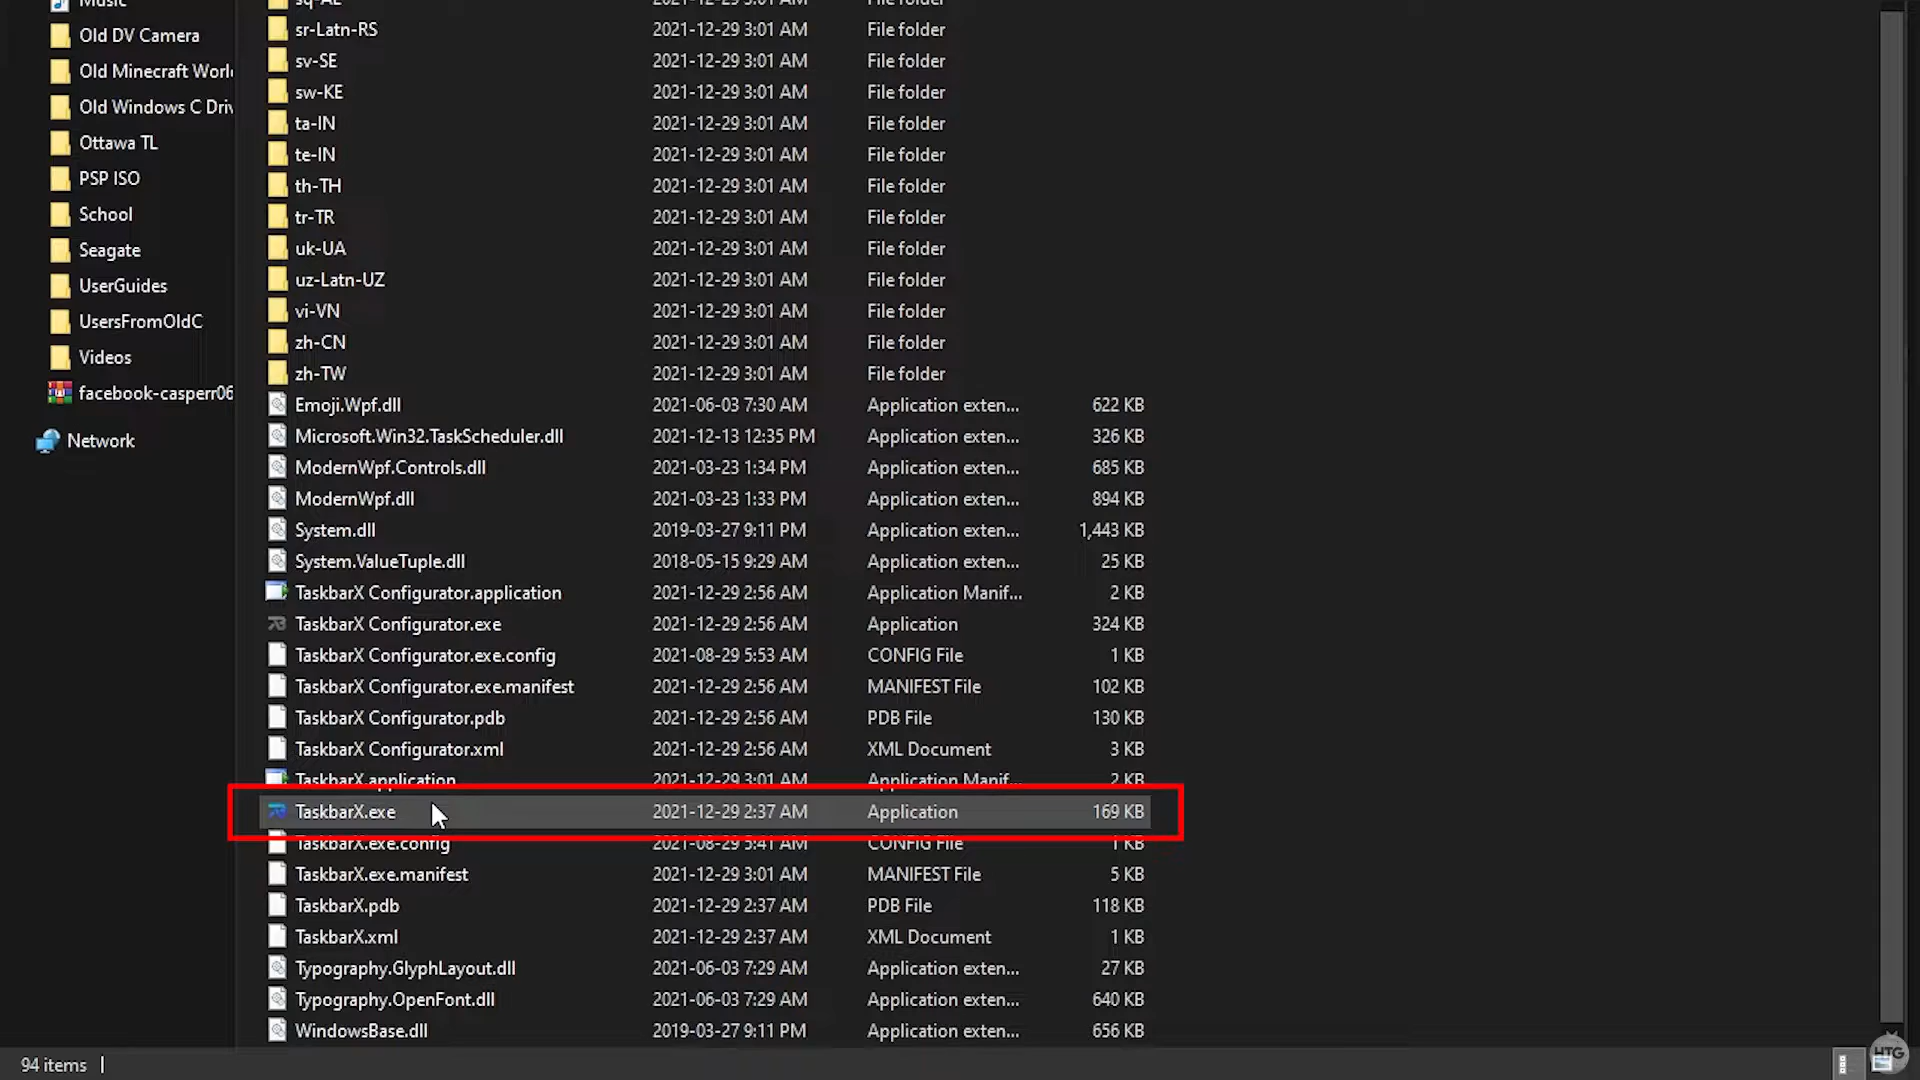 Music
Old DV Camera
Old Minecraft Worl
Old Windows C Driv
Ottawa TL
PSP ISO
School
Seagate
UserGuides
UsersFromOldC
Videos
facebook-casperr06
Network
sq-AL 2021-12-29 3:01 AM File folder
sr-Latn-RS 2021-12-29 3:01 AM File folder
sv-SE 2021-12-29 3:01 AM File folder
sw-KE 2021-12-29 3:01 AM File folder
ta-IN 2021-12-29 3:01 AM File folder
te-IN 2021-12-29 3:01 AM File folder
th-TH 2021-12-29 3:01 AM File folder
tr-TR 2021-12-29 3:01 AM File folder
uk-UA 2021-12-29 3:01 AM File folder
uz-Latn-UZ 2021-12-29 3:01 AM File folder
vi-VN 2021-12-29 3:01 AM File folder
zh-CN 2021-12-29 3:01 AM File folder
zh-TW 2021-12-29 3:01 AM File folder
Emoji.Wpf.dll 2021-06-03 7:30 AM Application exten... 622 KB
Microsoft.Win32.TaskScheduler.dll 2021-12-13 12:35 PM Application exten... 326 KB
ModernWpf.Controls.dll 2021-03-23 1:34 PM Application exten... 685 KB
ModernWpf.dll 2021-03-23 1:33 PM Application exten... 894 KB
System.dll 2019-03-27 9:11 PM Application exten... 1,443 KB
System.ValueTuple.dll 2018-05-15 9:29 AM Application exten... 25 KB
TaskbarX Configurator.application 2021-12-29 2:56 AM Application Manif... 2 KB
TaskbarX Configurator.exe 2021-12-29 2:56 AM Application 324 KB
TaskbarX Configurator.exe.config 2021-08-29 5:53 AM CONFIG File 1 KB
TaskbarX Configurator.exe.manifest 2021-12-29 2:56 AM MANIFEST File 102 KB
TaskbarX Configurator.pdb 2021-12-29 2:56 AM PDB File 130 KB
TaskbarX Configurator.xml 2021-12-29 2:56 AM XML Document 3 KB
TaskbarX.application 2021-12-29 3:01 AM Application Manif... 2 KB
TaskbarX.exe 2021-12-29 2:37 AM Application 169 KB
TaskbarX.exe.config 2021-08-29 5:41 AM CONFIG File 1 KB
TaskbarX.exe.manifest 2021-12-29 3:01 AM MANIFEST File 5 KB
TaskbarX.pdb 2021-12-29 2:37 AM PDB File 118 KB
TaskbarX.xml 2021-12-29 2:37 AM XML Document 1 KB
Typography.GlyphLayout.dll 2021-06-03 7:29 AM Application exten... 27 KB
Typography.OpenFont.dll 2021-06-03 7:29 AM Application exten... 640 KB
WindowsBase.dll 2019-03-27 9:11 PM Application exten... 656 KB
94 items
HTG